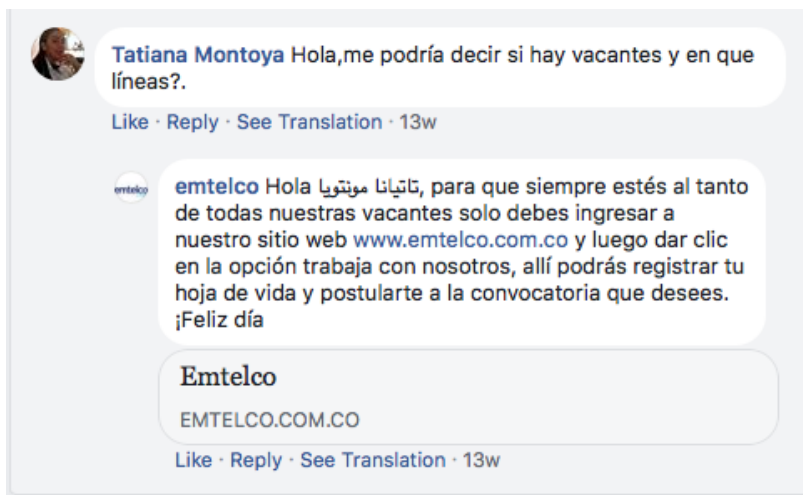 Tatiana Montoya Hola,me podría decir si hay vacantes y en que
líneas?.
Like · Reply · See Translation · 13w
emtelco
emtelco Hola تاتيانا مونتويا, para que siempre estés al tanto
de todas nuestras vacantes solo debes ingresar a
nuestro sitio web www.emtelco.com.co y luego dar clic
en la opción trabaja con nosotros, allí podrás registrar tu
hoja de vida y postularte a la convocatoria que desees.
¡Feliz día
Emtelco
EMTELCO.COM.CO
Like · Reply · See Translation · 13w